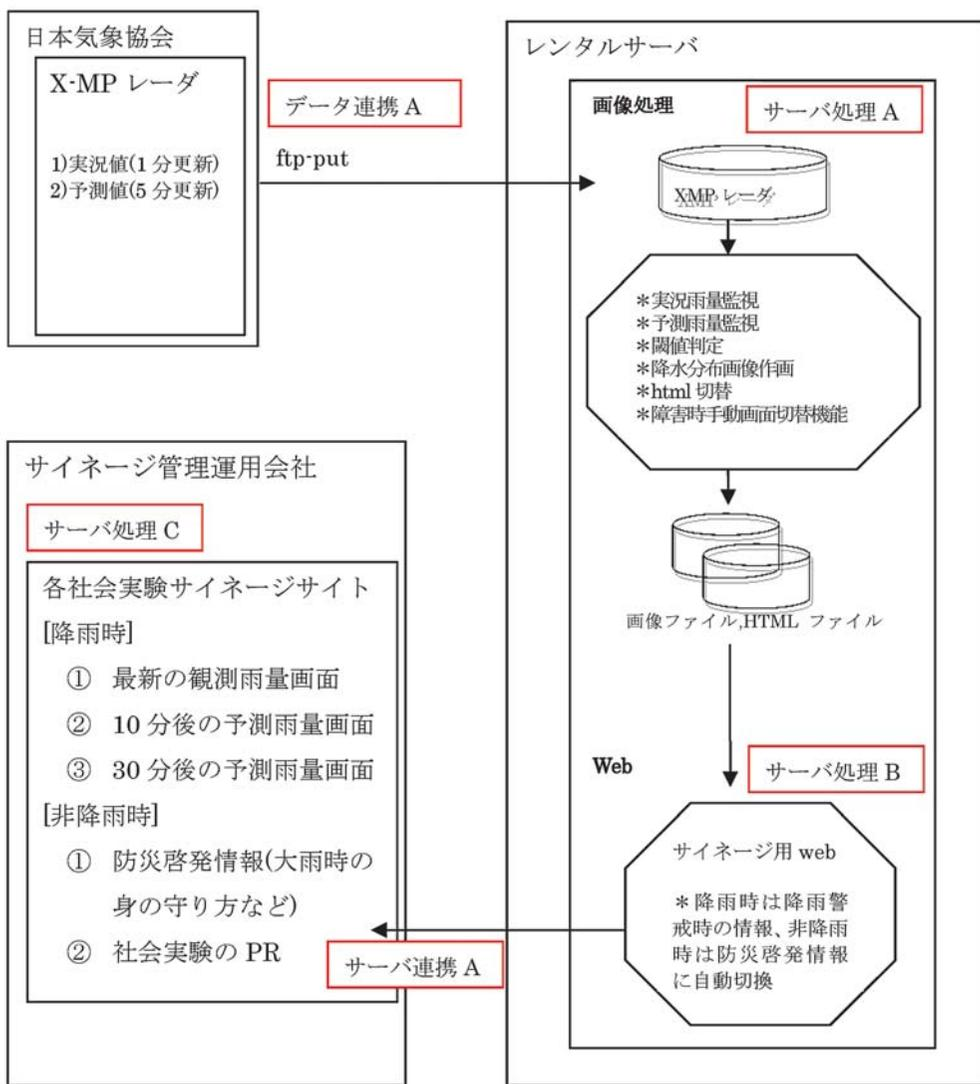 日本気象協会
X-MP レーダ
1)実況値(1 分更新)
2)予測値(5 分更新)
データ連携 A
ftp-put
レンタルサーバ
画像処理
サーバ処理 A
XMP レーダ
＊実況雨量監視
＊予測雨量監視
＊閾値判定
＊降水分布画像作画
＊html 切替
＊障害時手動画面切替機能
画像ファイル,HTML ファイル
Web
サーバ処理 B
サイネージ用 web
＊降雨時は降雨警
戒時の情報、非降雨
時は防災啓発情報
に自動切換
サーバ連携 A
サイネージ管理運用会社
サーバ処理 C
各社会実験サイネージサイト
[降雨時]
① 最新の観測雨量画面
② 10 分後の予測雨量画面
③ 30 分後の予測雨量画面
[非降雨時]
① 防災啓発情報(大雨時の
身の守り方など)
② 社会実験の PR